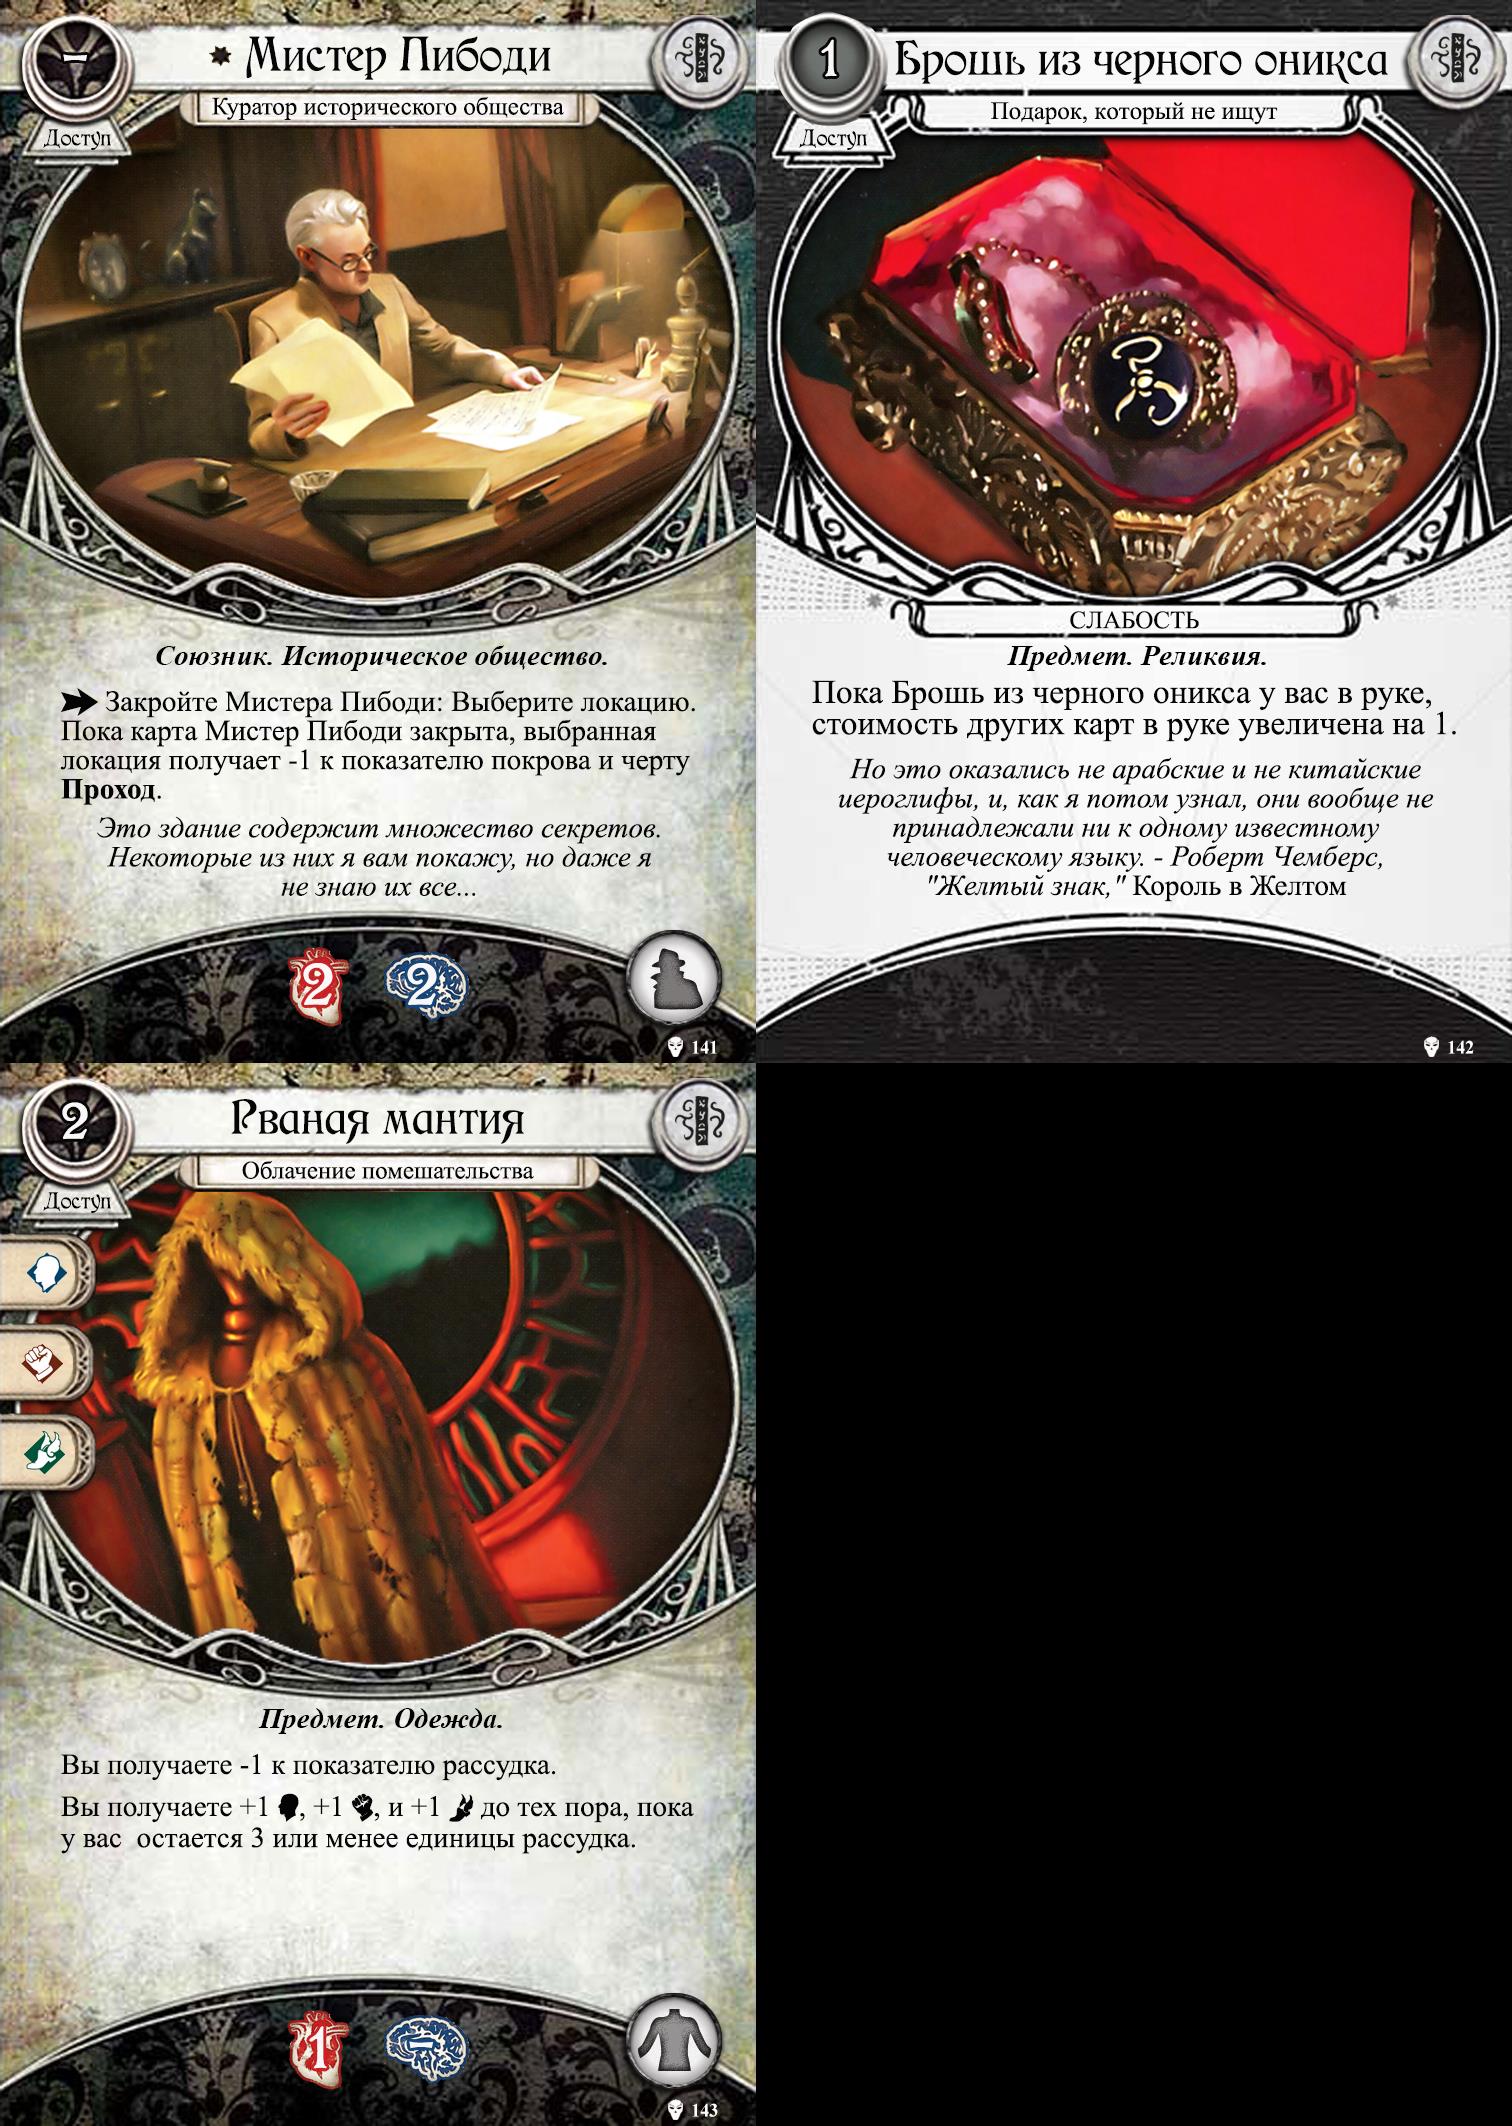 -
Мистер Пибоди
Куратор исторического общества
Доступ
Союзник. Историческое общество.
Закройте Мистера Пибоди: Выберите локацию.
Пока карта Мистер Пибоди закрыта, выбранная
локация получает -1 к показателю покрова и черту
Проход.
Это здание содержит множество секретов.
Некоторые из них я вам покажу, но даже я
не знаю их все...
2
2
141
1
Брошь из черного оникса
Подарок, который не ищут
Доступ
СЛАБОСТЬ
Предмет. Реликвия.
Пока Брошь из черного оникса у вас в руке,
стоимость других карт в руке увеличена на 1.
Но это оказались не арабские и не китайские
иероглифы, и, как я потом узнал, они вообще не
принадлежали ни к одному известному
человеческому языку. - Роберт Чемберс,
"Желтый знак," Король в Желтом
142
2
Рваная мантия
Облачение помешательства
Доступ
Предмет. Одежда.
Вы получаете -1 к показателю рассудка.
Вы получаете +1 , +1 , и +1 до тех пора, пока
у вас остается 3 или менее единицы рассудка.
1
-
143